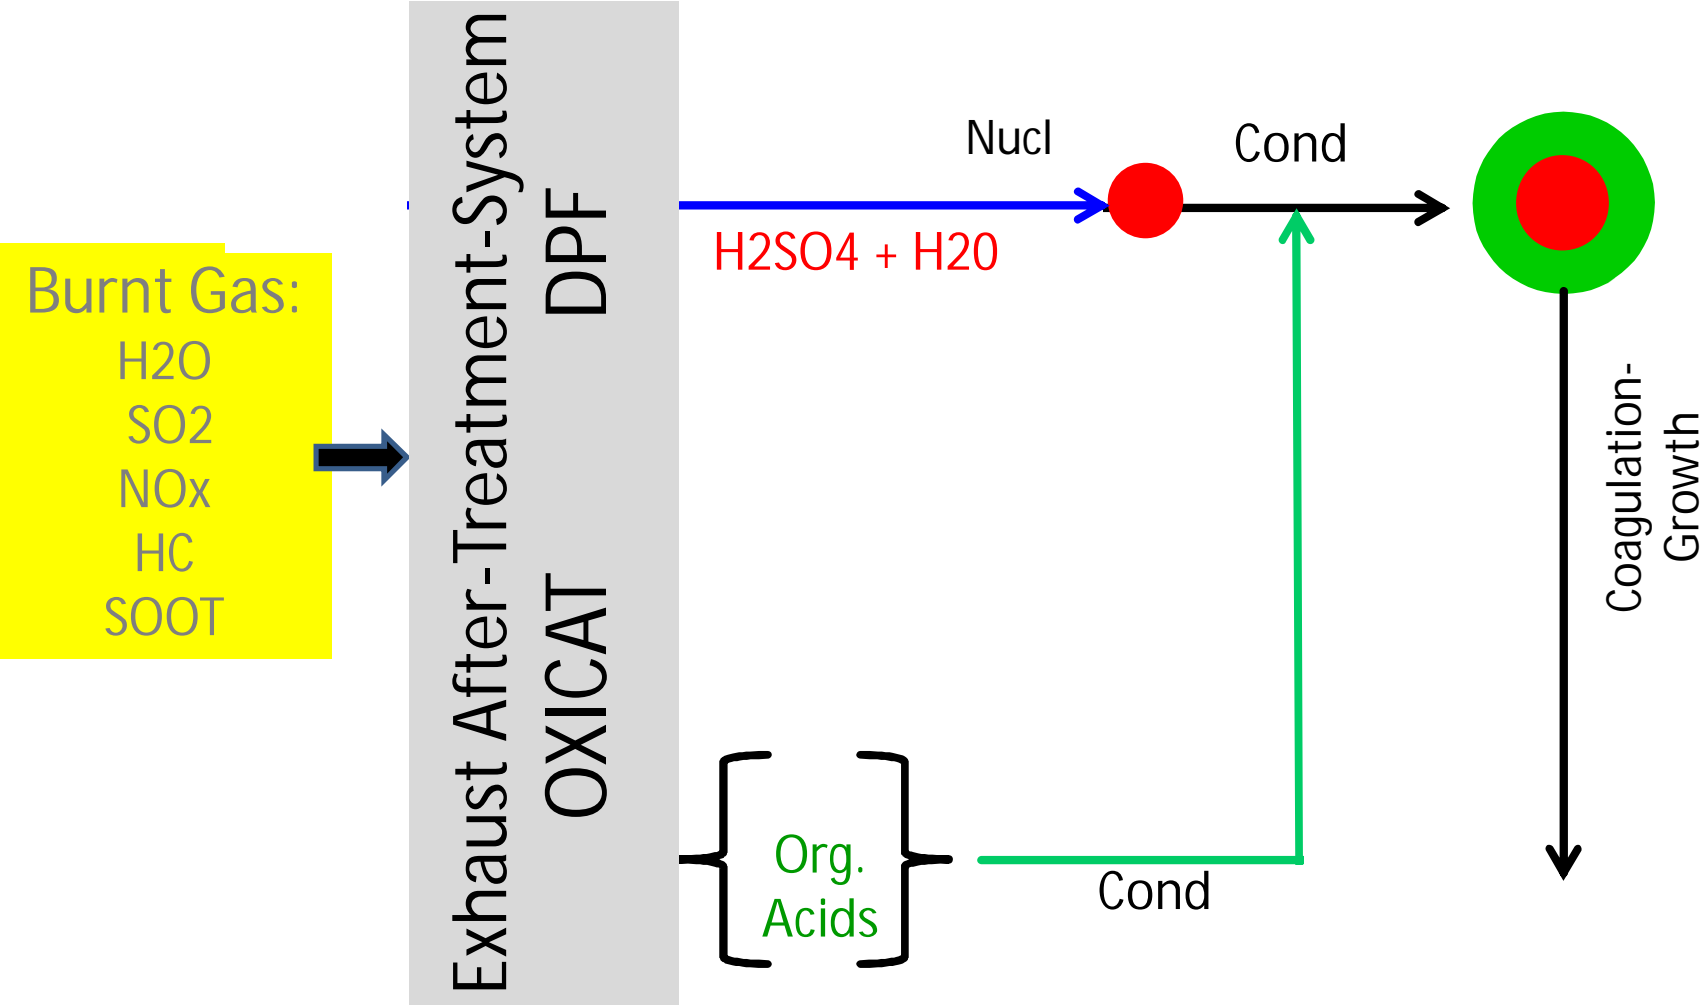 Burnt Gas:
H2O
SO2
NOx
HC
SOOT
Exhaust After-Treatment-System
OXICAT DPF
Nucl
H2SO4 + H20
Cond
Org.
Acids
Cond
Coagulation-
Growth